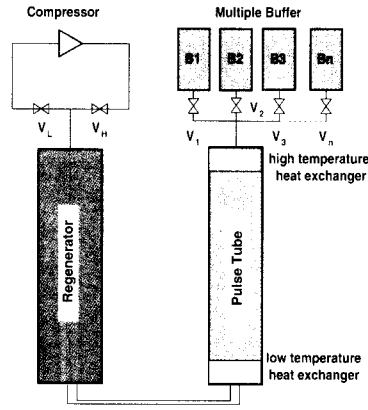 Compressor
Multiple Buffer
B1 B2 B3 Bn
V2
VL VH
V1 V3 Vn
high temperature
heat exchanger
Regenerator
Pulse Tube
low temperature
heat exchanger